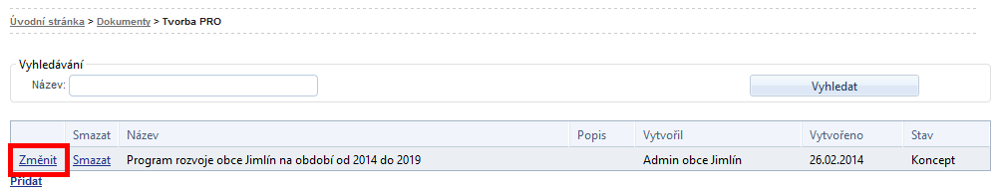 Úvodní stránka > Dokumenty > Tvorba PRO
Vyhledávání
Název:
Vyhledat
Smazat Název Popis Vytvořil Vytvořeno Stav
Změnit Smazat Program rozvoje obce Jimlín na období od 2014 do 2019 Admin obce Jimlín 26.02.2014 Koncept
Přidat